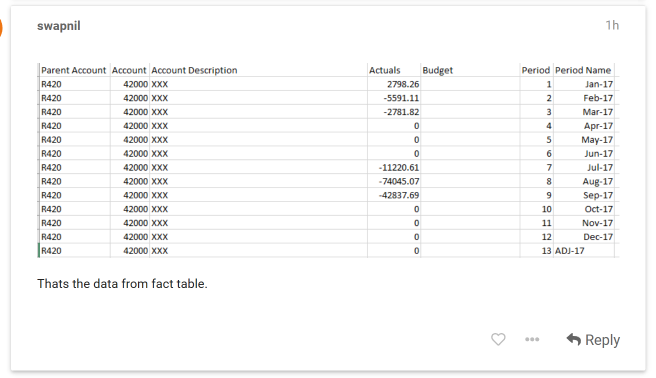 swapnil 1h
Parent Account Account Account Description Actuals Budget Period Period Name
R420 42000 XXX 2798.26 1 Jan-17
R420 42000 XXX -5591.11 2 Feb-17
R420 42000 XXX -2781.82 3 Mar-17
R420 42000 XXX 0 4 Apr-17
R420 42000 XXX 0 5 May-17
R420 42000 XXX 0 6 Jun-17
R420 42000 XXX -11220.61 7 Jul-17
R420 42000 XXX -74045.07 8 Aug-17
R420 42000 XXX -42837.69 9 Sep-17
R420 42000 XXX 0 10 Oct-17
R420 42000 XXX 0 11 Nov-17
R420 42000 XXX 0 12 Dec-17
R420 42000 XXX 0 13 ADJ-17
Thats the data from fact table.
Reply